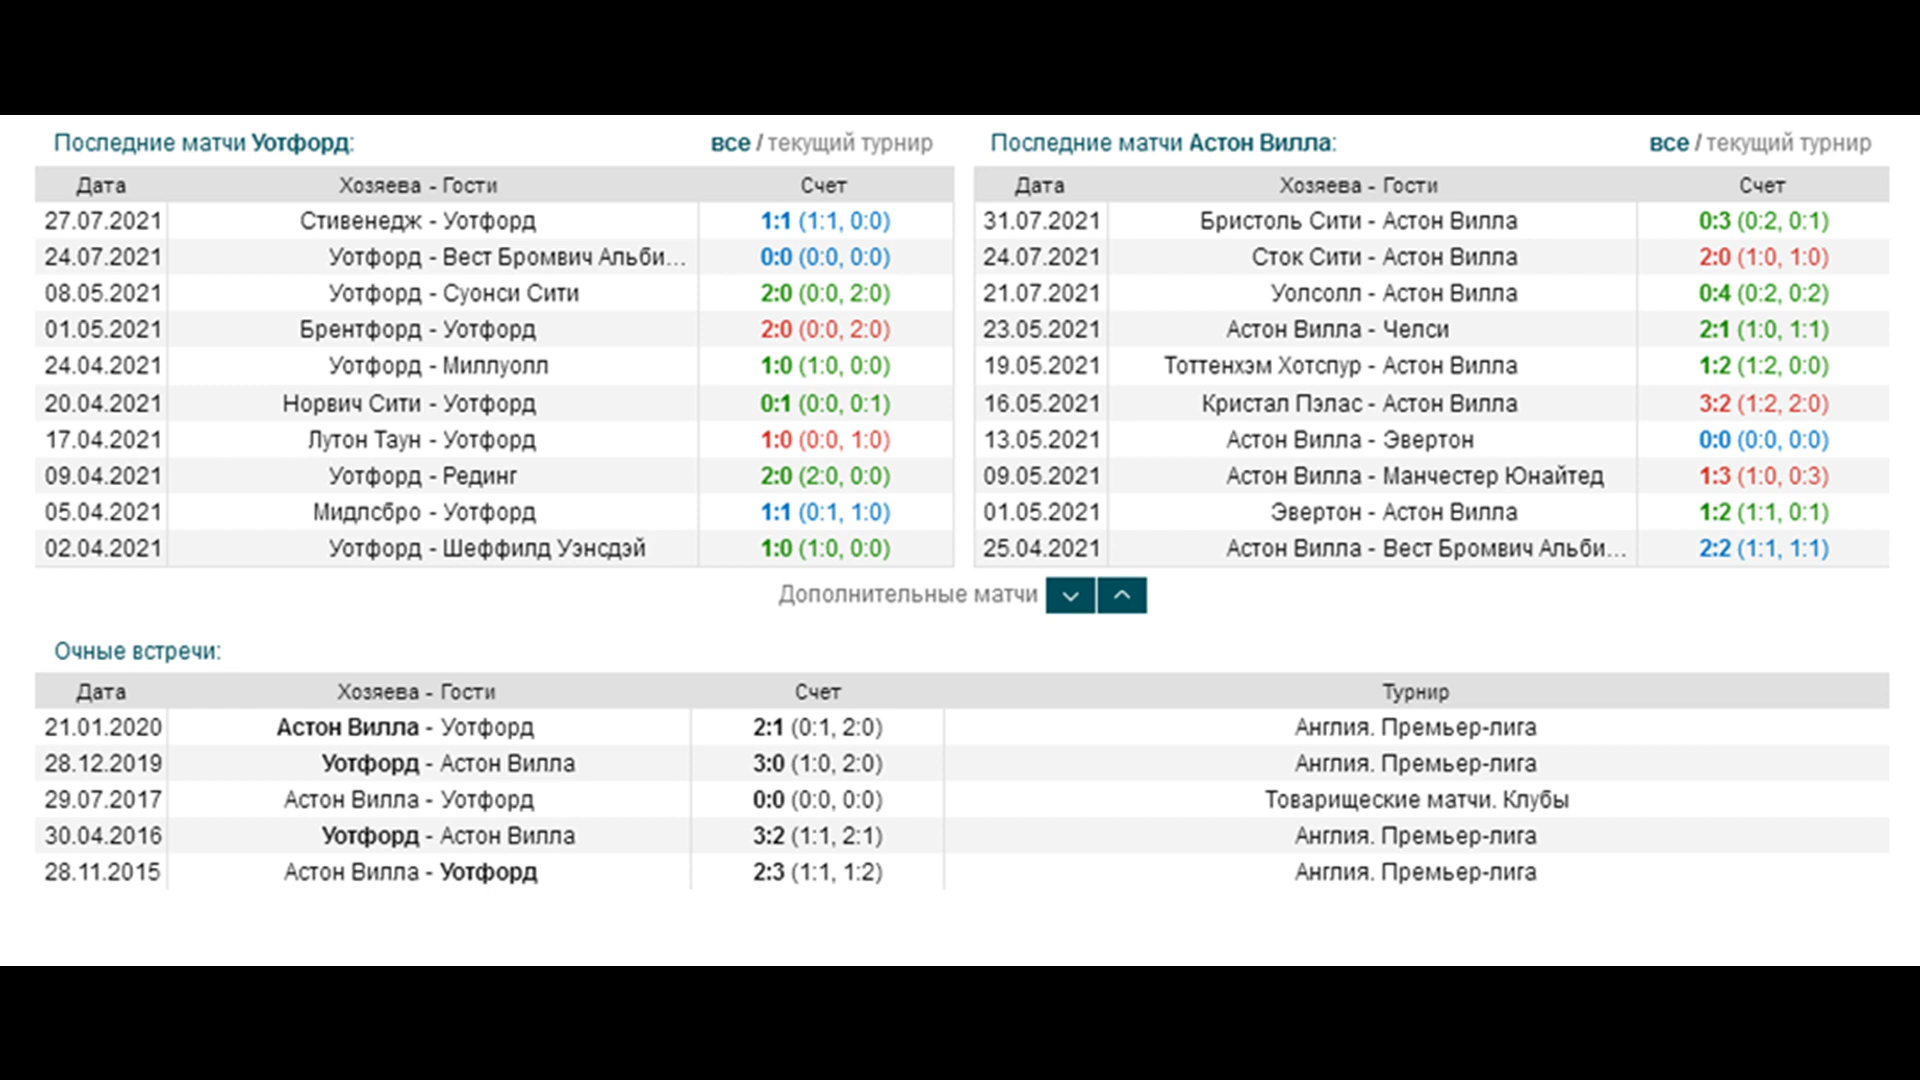 Последние матчи Уотфорд: все / текущий турнир
Дата Хозяева - Гости Счет
27.07.2021 Стивенедж - Уотфорд 1:1 (1:1, 0:0)
24.07.2021 Уотфорд - Вест Бромвич Альби... 0:0 (0:0, 0:0)
08.05.2021 Уотфорд - Суонси Сити 2:0 (0:0, 2:0)
01.05.2021 Брентфорд - Уотфорд 2:0 (0:0, 2:0)
24.04.2021 Уотфорд - Миллуолл 1:0 (1:0, 0:0)
20.04.2021 Норвич Сити - Уотфорд 0:1 (0:0, 0:1)
17.04.2021 Лутон Таун - Уотфорд 1:0 (0:0, 1:0)
09.04.2021 Уотфорд - Рединг 2:0 (2:0, 0:0)
05.04.2021 Мидлсбро - Уотфорд 1:1 (0:1, 1:0)
02.04.2021 Уотфорд - Шеффилд Уэнсдэй 1:0 (1:0, 0:0)
Последние матчи Астон Вилла: все / текущий турнир
Дата Хозяева - Гости Счет
31.07.2021 Бристоль Сити - Астон Вилла 0:3 (0:2, 0:1)
24.07.2021 Сток Сити - Астон Вилла 2:0 (1:0, 1:0)
21.07.2021 Уолсолл - Астон Вилла 0:4 (0:2, 0:2)
23.05.2021 Астон Вилла - Челси 2:1 (1:0, 1:1)
19.05.2021 Тоттенхэм Хотспур - Астон Вилла 1:2 (1:2, 0:0)
16.05.2021 Кристал Пэлас - Астон Вилла 3:2 (1:2, 2:0)
13.05.2021 Астон Вилла - Эвертон 0:0 (0:0, 0:0)
09.05.2021 Астон Вилла - Манчестер Юнайтед 1:3 (1:0, 0:3)
01.05.2021 Эвертон - Астон Вилла 1:2 (1:1, 0:1)
25.04.2021 Астон Вилла - Вест Бромвич Альби... 2:2 (1:1, 1:1)
Дополнительные матчи
Очные встречи:
Дата Хозяева - Гости Счет Турнир
21.01.2020 Астон Вилла - Уотфорд 2:1 (0:1, 2:0) Англия. Премьер-лига
28.12.2019 Уотфорд - Астон Вилла 3:0 (1:0, 2:0) Англия. Премьер-лига
29.07.2017 Астон Вилла - Уотфорд 0:0 (0:0, 0:0) Товарищеские матчи. Клубы
30.04.2016 Уотфорд - Астон Вилла 3:2 (1:1, 2:1) Англия. Премьер-лига
28.11.2015 Астон Вилла - Уотфорд 2:3 (1:1, 1:2) Англия. Премьер-лига